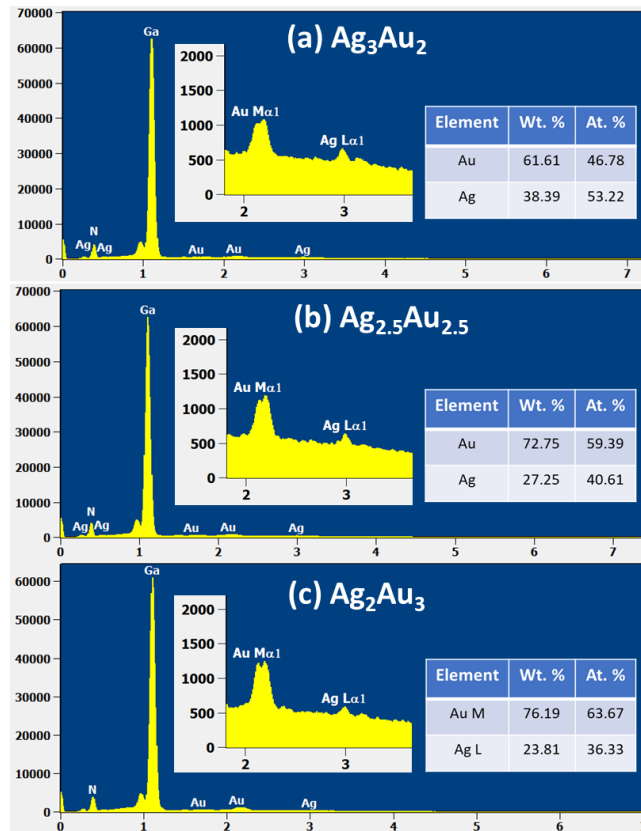 (a) Ag3Au2
70000
60000
50000
40000
30000
20000
10000
0
Ga
Ag
N
Ag
Au
Au
Ag
0 1 2 3 4 5 6 7
2000
1500
1000
500
0
Au Mα1
Ag Lα1
2 3
Element Wt. % At. %
Au 61.61 46.78
Ag 38.39 53.22
(b) Ag2.5Au2.5
70000
60000
50000
40000
30000
20000
10000
0
Ga
Ag
N
Ag
Au
Au
Ag
0 1 2 3 4 5 6 7
2000
1500
1000
500
0
Au Mα1
Ag Lα1
2 3
Element Wt. % At. %
Au 72.75 59.39
Ag 27.25 40.61
(c) Ag2Au3
60000
50000
40000
30000
20000
10000
0
Ga
N
Au
Au
Ag
0 1 2 3 4 5 6
2000
1500
1000
500
0
Au Mα1
Ag Lα1
2 3
Element Wt. % At. %
Au M 76.19 63.67
Ag L 23.81 36.33